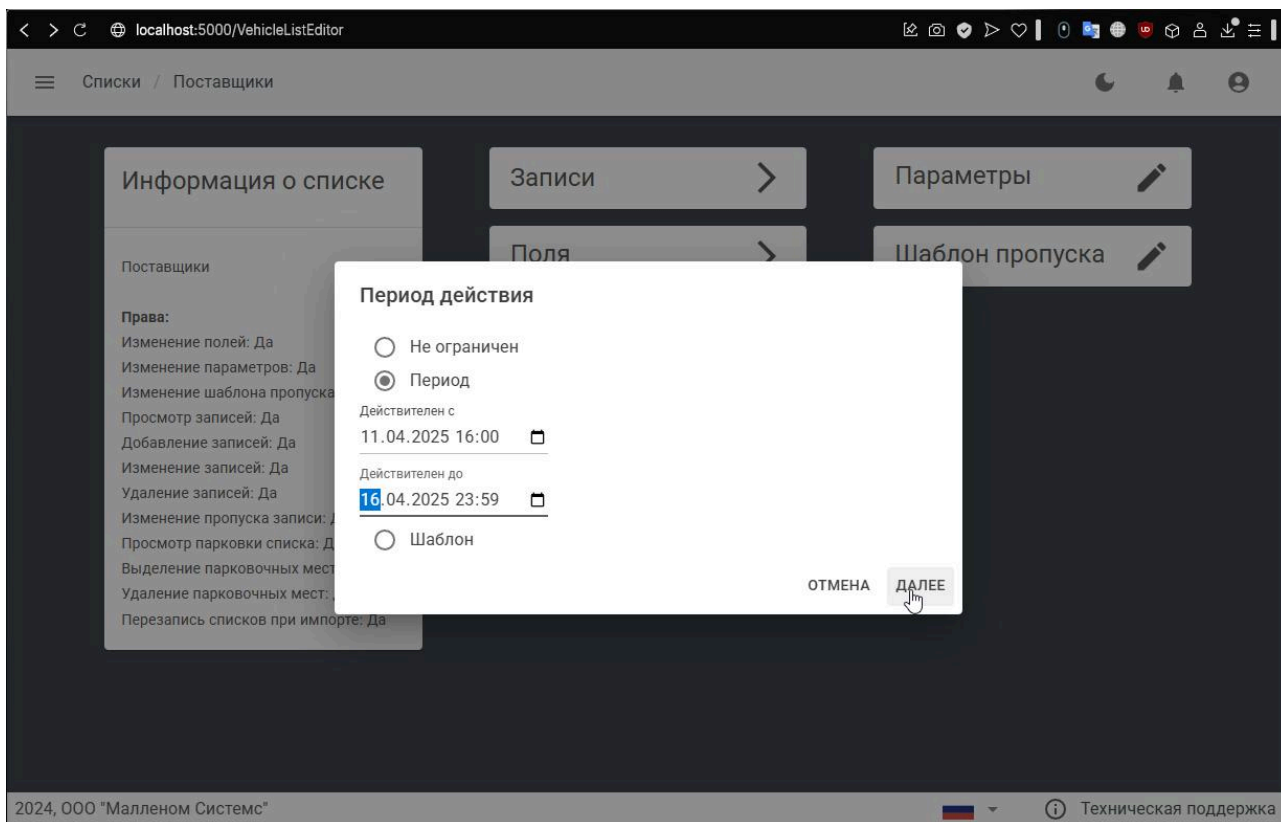 localhost:5000/VehicleListEditor
Списки / Поставщики
Информация о списке
Поставщики
Права:
Изменение полей: Да
Изменение параметров: Да
Изменение шаблона пропуска
Просмотр записей: Да
Добавление записей: Да
Изменение записей: Да
Удаление записей: Да
Изменение пропуска записи:
Просмотр парковки списка: Д
Выделение парковочных мест
Удаление парковочных мест:
Перезапись списков при импорте: Да
Записи
Поля
Параметры
Шаблон пропуска
Период действия
Не ограничен
Период
Действителен с
11.04.2025 16:00
Действителен до
16.04.2025 23:59
Шаблон
ОТМЕНА ДАЛЕЕ
2024, ООО "Малленом Системс"
Техническая поддержка